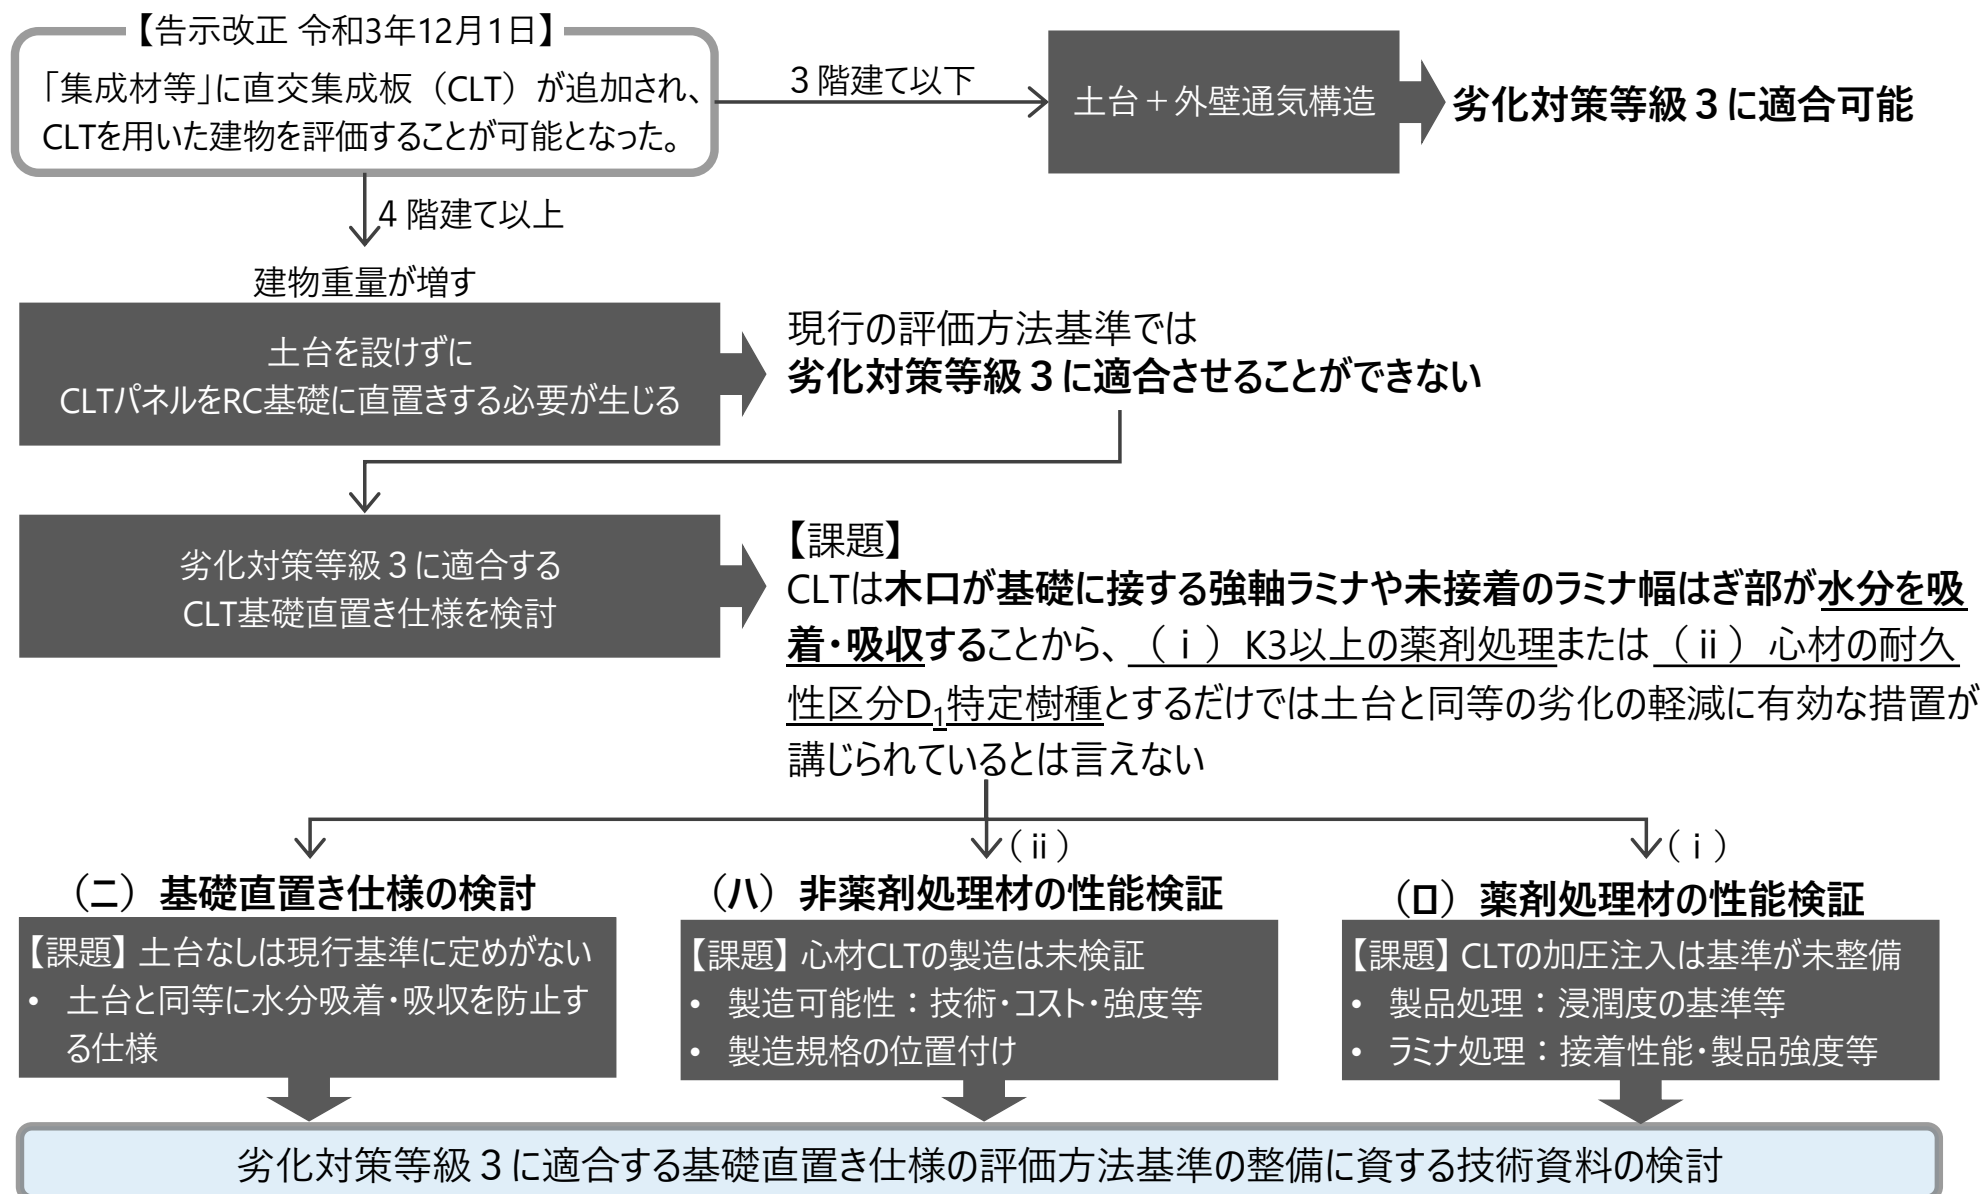 【告示改正 令和3年12月1日】
「集成材等」に直交集成板（CLT）が追加され、
CLTを用いた建物を評価することが可能となった。
３階建て以下
土台＋外壁通気構造
劣化対策等級３に適合可能
４階建て以上
建物重量が増す
土台を設けずに
CLTパネルをRC基礎に直置きする必要が生じる
現行の評価方法基準では
劣化対策等級３に適合させることができない
劣化対策等級３に適合する
CLT基礎直置き仕様を検討
【課題】
CLTは木口が基礎に接する強軸ラミナや未接着のラミナ幅はぎ部が水分を吸
着・吸収することから、（ⅰ）K3以上の薬剤処理または（ⅱ）心材の耐久
性区分D1特定樹種とするだけでは土台と同等の劣化の軽減に有効な措置が
講じられているとは言えない
（ⅱ）
（ⅰ）
（ニ）基礎直置き仕様の検討
【課題】土台なしは現行基準に定めがない
• 土台と同等に水分吸着・吸収を防止す
る仕様
（ハ）非薬剤処理材の性能検証
【課題】心材CLTの製造は未検証
• 製造可能性：技術・コスト・強度等
• 製造規格の位置付け
（ロ）薬剤処理材の性能検証
【課題】CLTの加圧注入は基準が未整備
• 製品処理：浸潤度の基準等
• ラミナ処理：接着性能・製品強度等
劣化対策等級３に適合する基礎直置き仕様の評価方法基準の整備に資する技術資料の検討